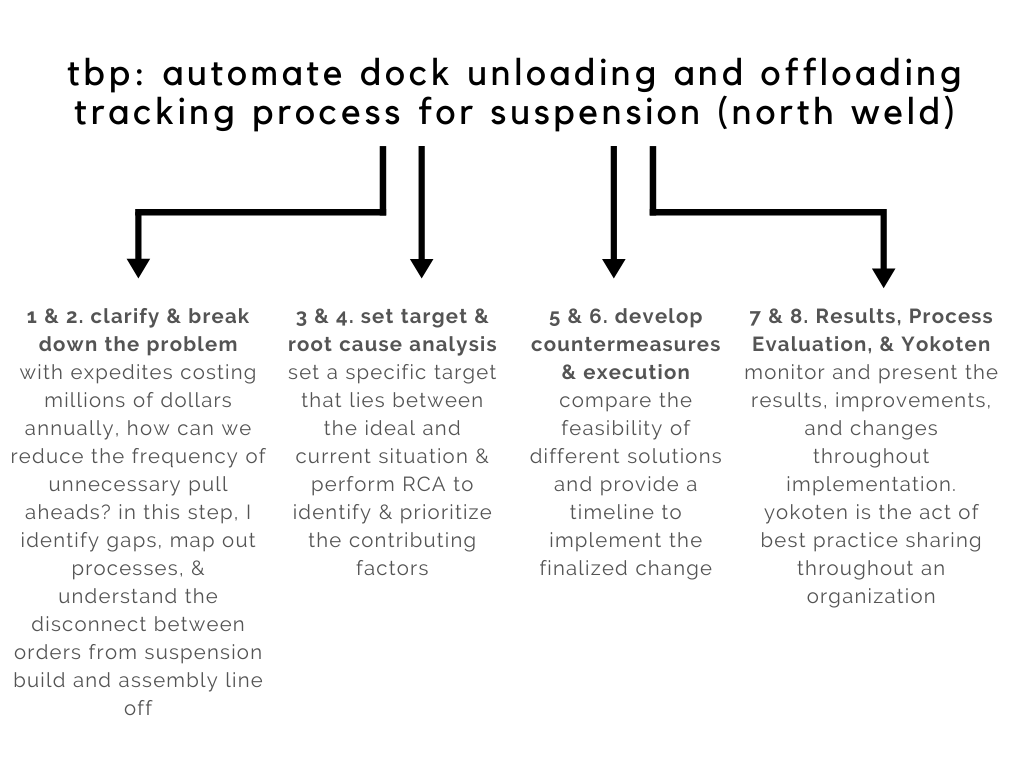 tbp: automate dock unloading and offloading
tracking process for suspension (north weld)
1 & 2. clarify & break
down the problem
with expedites costing
millions of dollars
annually, how can we
reduce the frequency of
unnecessary pull
aheads? in this step, I
identify gaps, map out
processes, &
understand the
disconnect between
orders from suspension
build and assembly line
off
3 & 4. set target &
root cause analysis
set a specific target
that lies between
the ideal and
current situation &
perform RCA to
identify & prioritize
the contributing
factors
5 & 6. develop
countermeasures
& execution
compare the
feasibility of
different solutions
and provide a
timeline to
implement the
finalized change
7 & 8. Results, Process
Evaluation, & Yokoten
monitor and present the
results, improvements,
and changes
throughout
implementation.
yokoten is the act of
best practice sharing
throughout an
organization